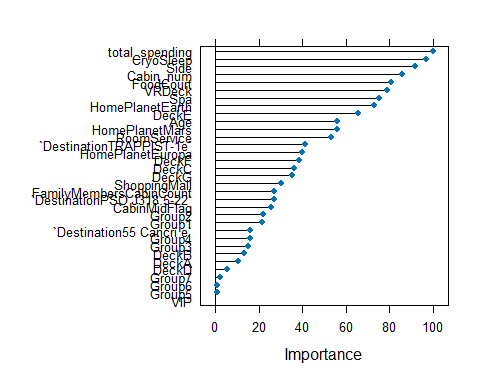 total_spending
CryoSleep
Side
Cabin_num
FoodCourt
VRDeck
Spa
HomePlanetEarth
DeckE
Age
HomePlanetMars
RoomService
`DestinationTRAPPIST-1e`
HomePlanetEuropa
DeckF
DeckC
DeckG
ShoppingMall
FamilyMembersCabinCount
`DestinationPSO J318.5-22`
CabinMidFlag
Group2
Group1
`Destination55 Cancri e`
Group4
Group3
DeckB
DeckA
DeckD
Group7
Group6
Group5
VIP
0 20 40 60 80 100
Importance